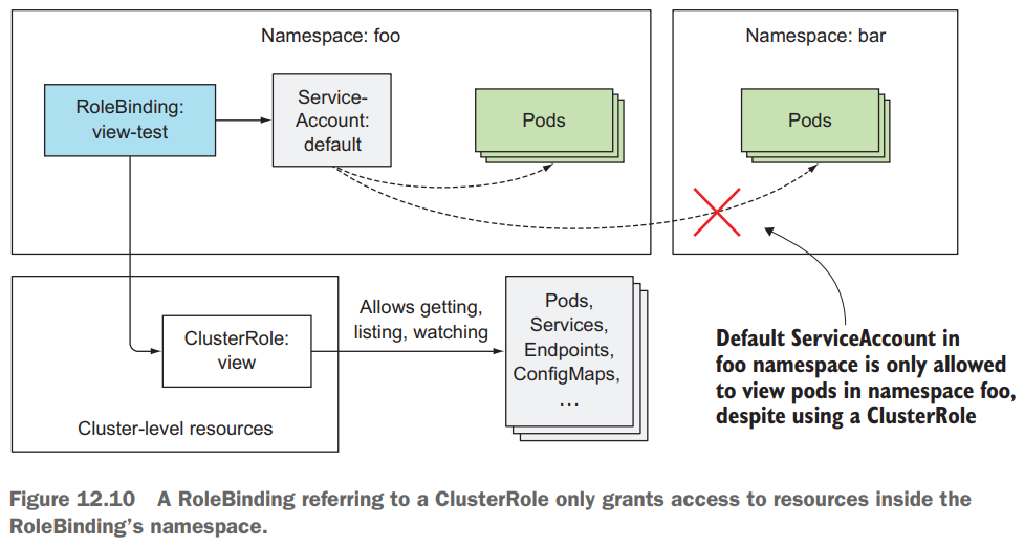 Namespace: foo
Namespace: bar
RoleBinding:
view-test
Service-
Account:
default
Pods
Pods
ClusterRole:
view
Cluster-level resources
Allows getting,
listing, watching
Pods,
Services,
Endpoints,
ConfigMaps,
...
Default ServiceAccount in
foo namespace is only allowed
to view pods in namespace foo,
despite using a ClusterRole
Figure 12.10 A RoleBinding referring to a ClusterRole only grants access to resources inside the
RoleBinding's namespace.